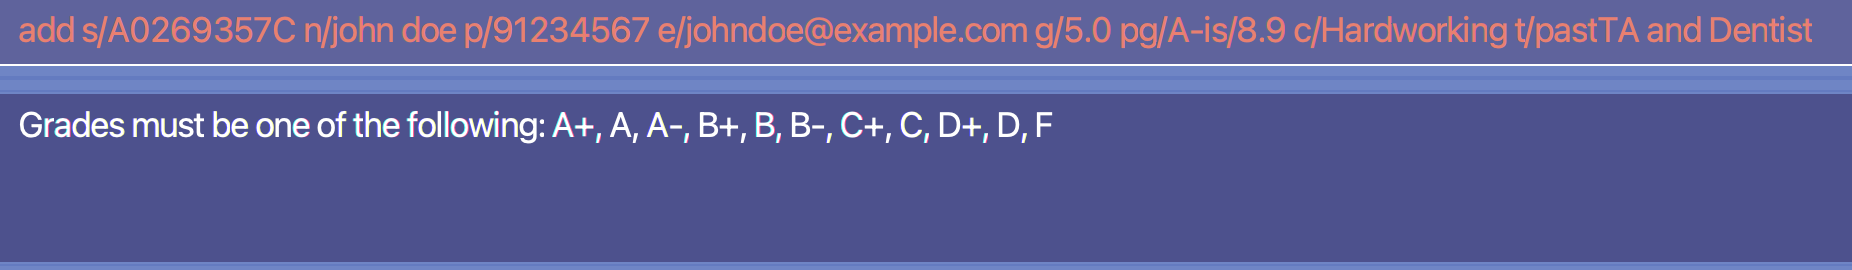 add s/A0269357C n/john doe p/91234567 e/johndoe@example.com g/5.0 pg/A-is/8.9 c/Hardworking t/pastTA and Dentist
Grades must be one of the following: A+, A, A-, B+, B, B-, C+, C, D+, D, F